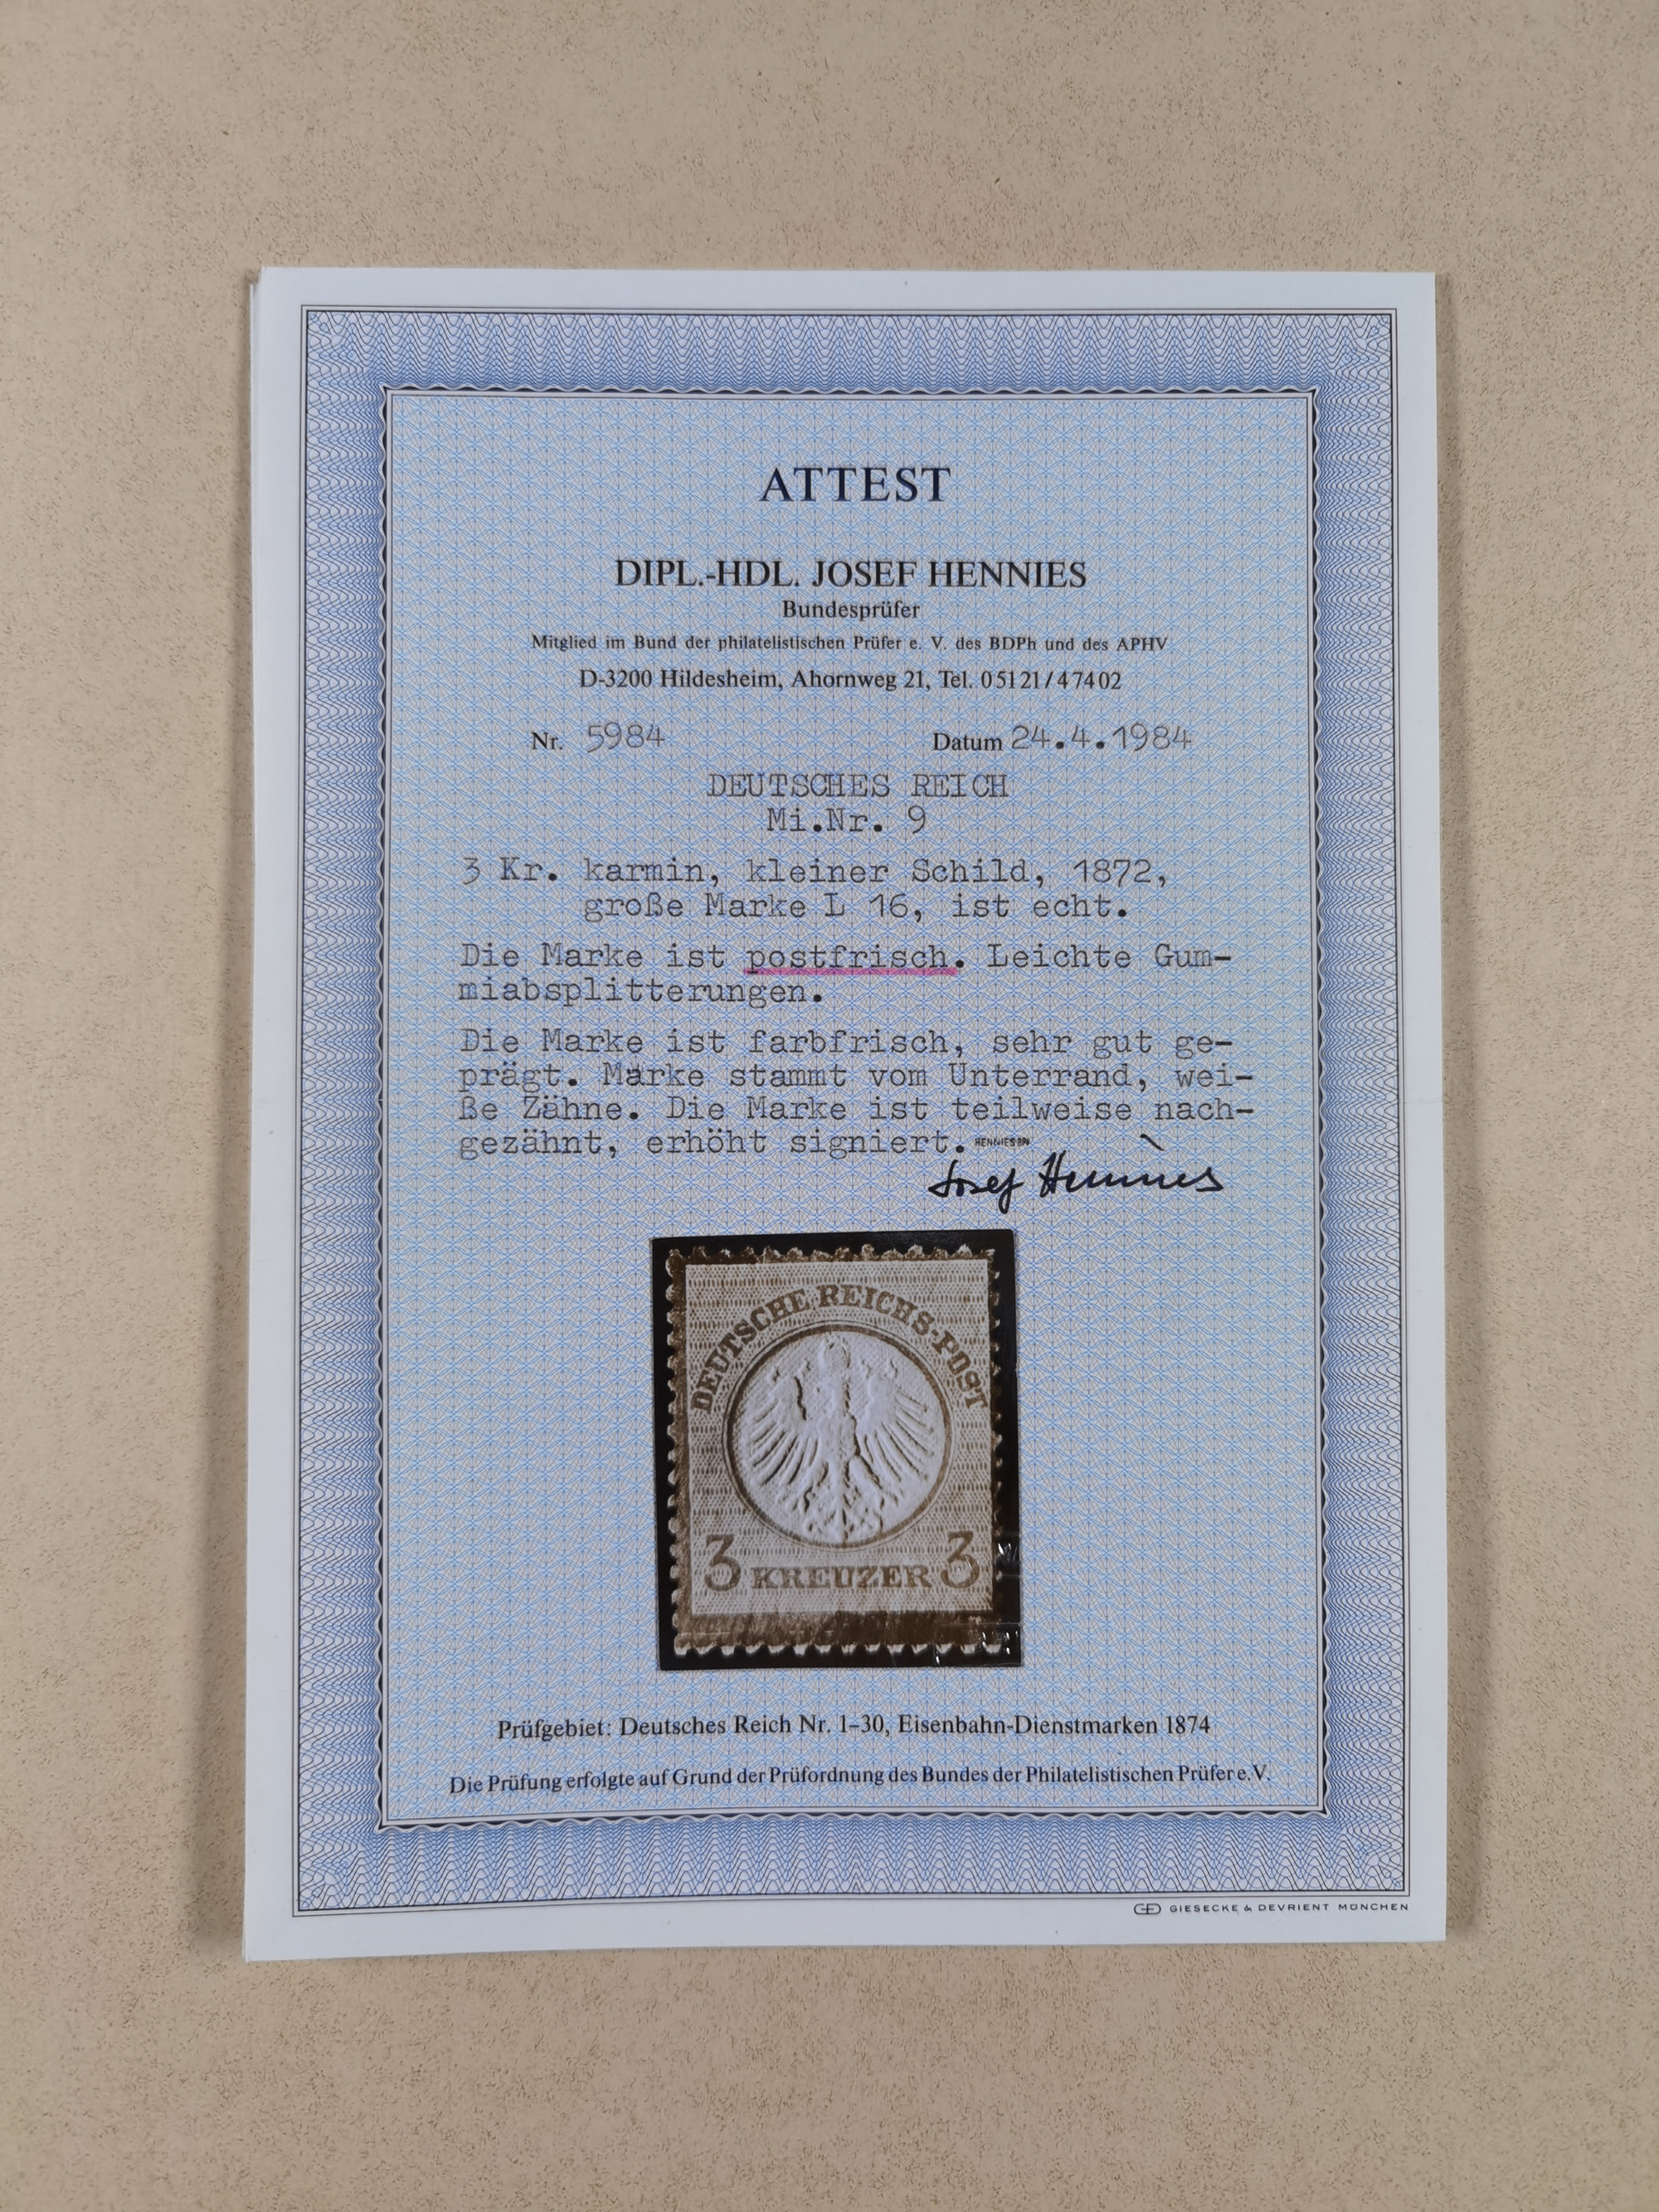 ATTEST
DIPL.-HDL. JOSEF HENNIES
Bundesprüfer
Mitglied im Bund der philatelistischen Prüfer e. V. des BDPh und des APHV
D-3200 Hildesheim, Ahornweg 21, Tel. 05121/47402
Nr. 5984 Datum 24.4.1984
DEUTSCHES REICH
Mi.Nr. 9
3 Kr. karmin, kleiner Schild, 1872,
große Marke L 16, ist echt.
Die Marke ist postfrisch. Leichte Gum-
miabsplitterungen.
Die Marke ist farbfrisch, sehr gut ge-
prägt. Marke stammt vom Unterrand, wei-
ße Zähne. Die Marke ist teilweise nach-
gezähnt, erhöht signiert.
Josef Hennies
DEUTSCHE REICHS-POST
3 KREUZER 3
Prüfgebiet: Deutsches Reich Nr. 1–30, Eisenbahn-Dienstmarken 1874
Die Prüfung erfolgte auf Grund der Prüfordnung des Bundes der Philatelistischen Prüfer e.V.
GIESECKE & DEVRIENT MÜNCHEN